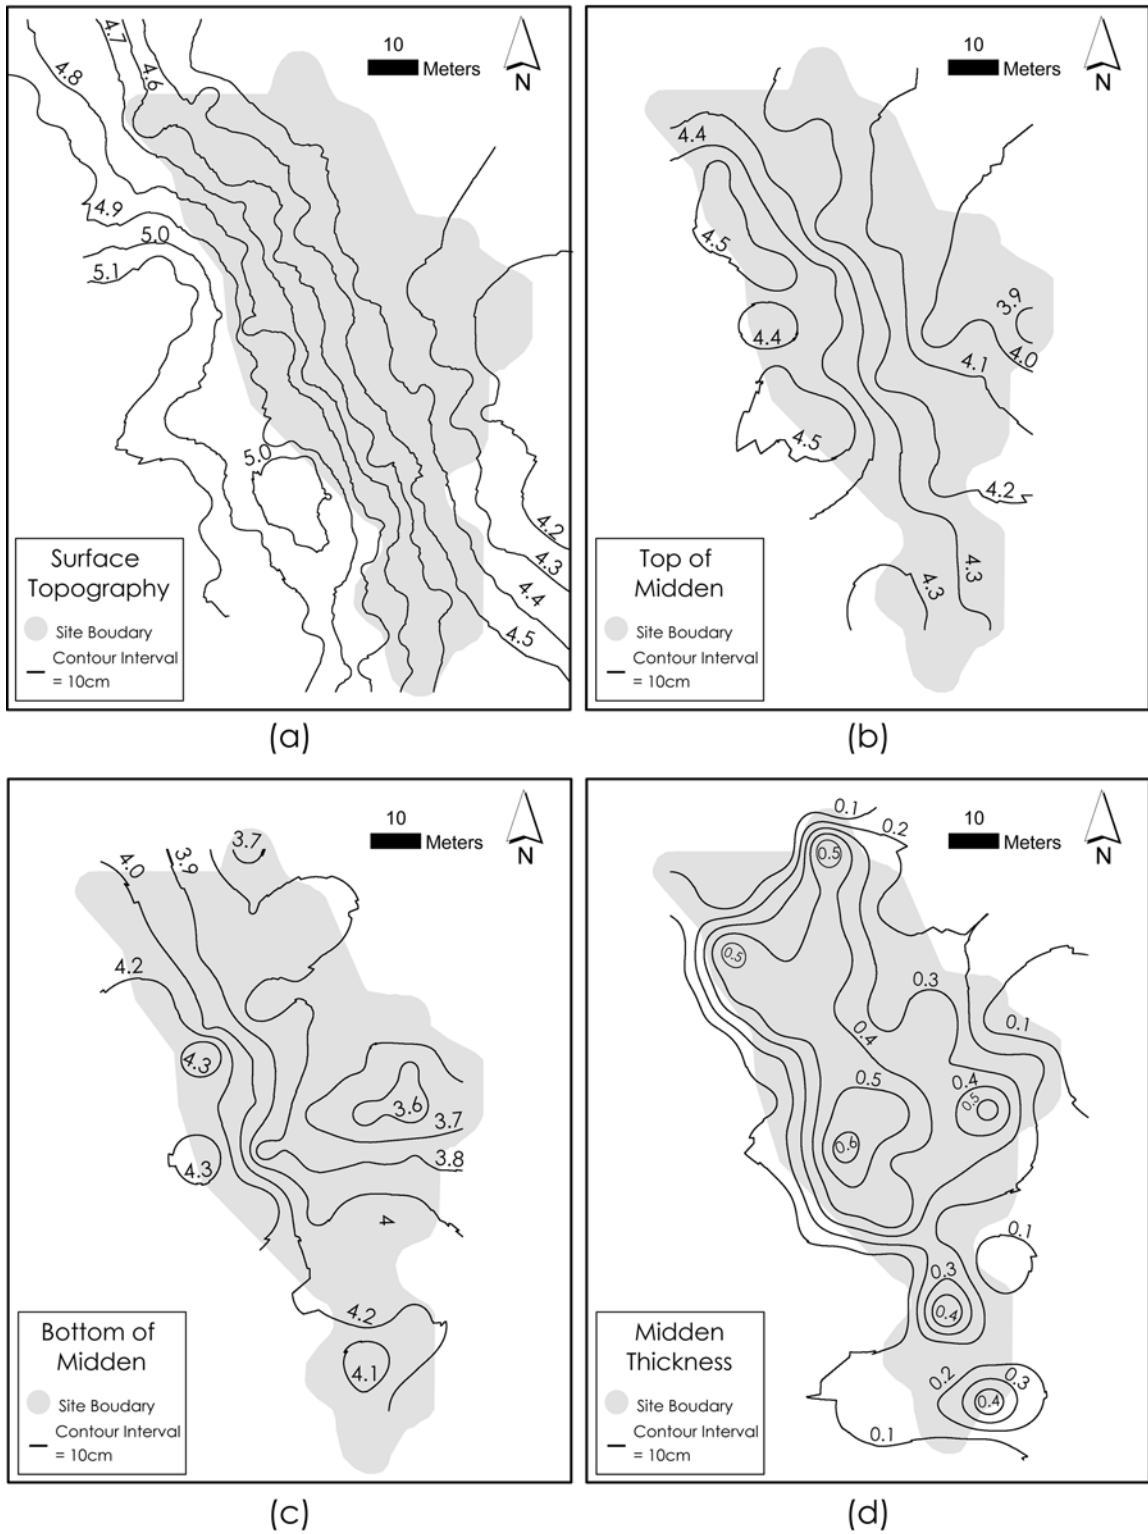 10
Meters
N
4.7
4.8
4.6
4.9
5.0
5.1
5.0
4.2
4.3
4.4
4.5
Surface
Topography
Site Boudary
Contour Interval
= 10cm
(a)
10
Meters
N
4.4
4.5
4.4
3.9
4.0
4.1
4.5
4.2
4.3
4.3
Top of
Midden
Site Boudary
Contour Interval
= 10cm
(b)
10
Meters
N
3.7
4.0
3.9
4.2
4.3
3.6
3.7
3.8
4.3
4
4.2
4.1
Bottom of
Midden
Site Boudary
Contour Interval
= 10cm
(c)
10
Meters
N
0.1
0.2
0.5
0.5
0.3
0.1
0.4
0.5
0.4
0.5
0.6
0.1
0.3
0.4
0.2
0.3
0.4
0.1
Midden
Thickness
Site Boudary
Contour Interval
= 10cm
(d)